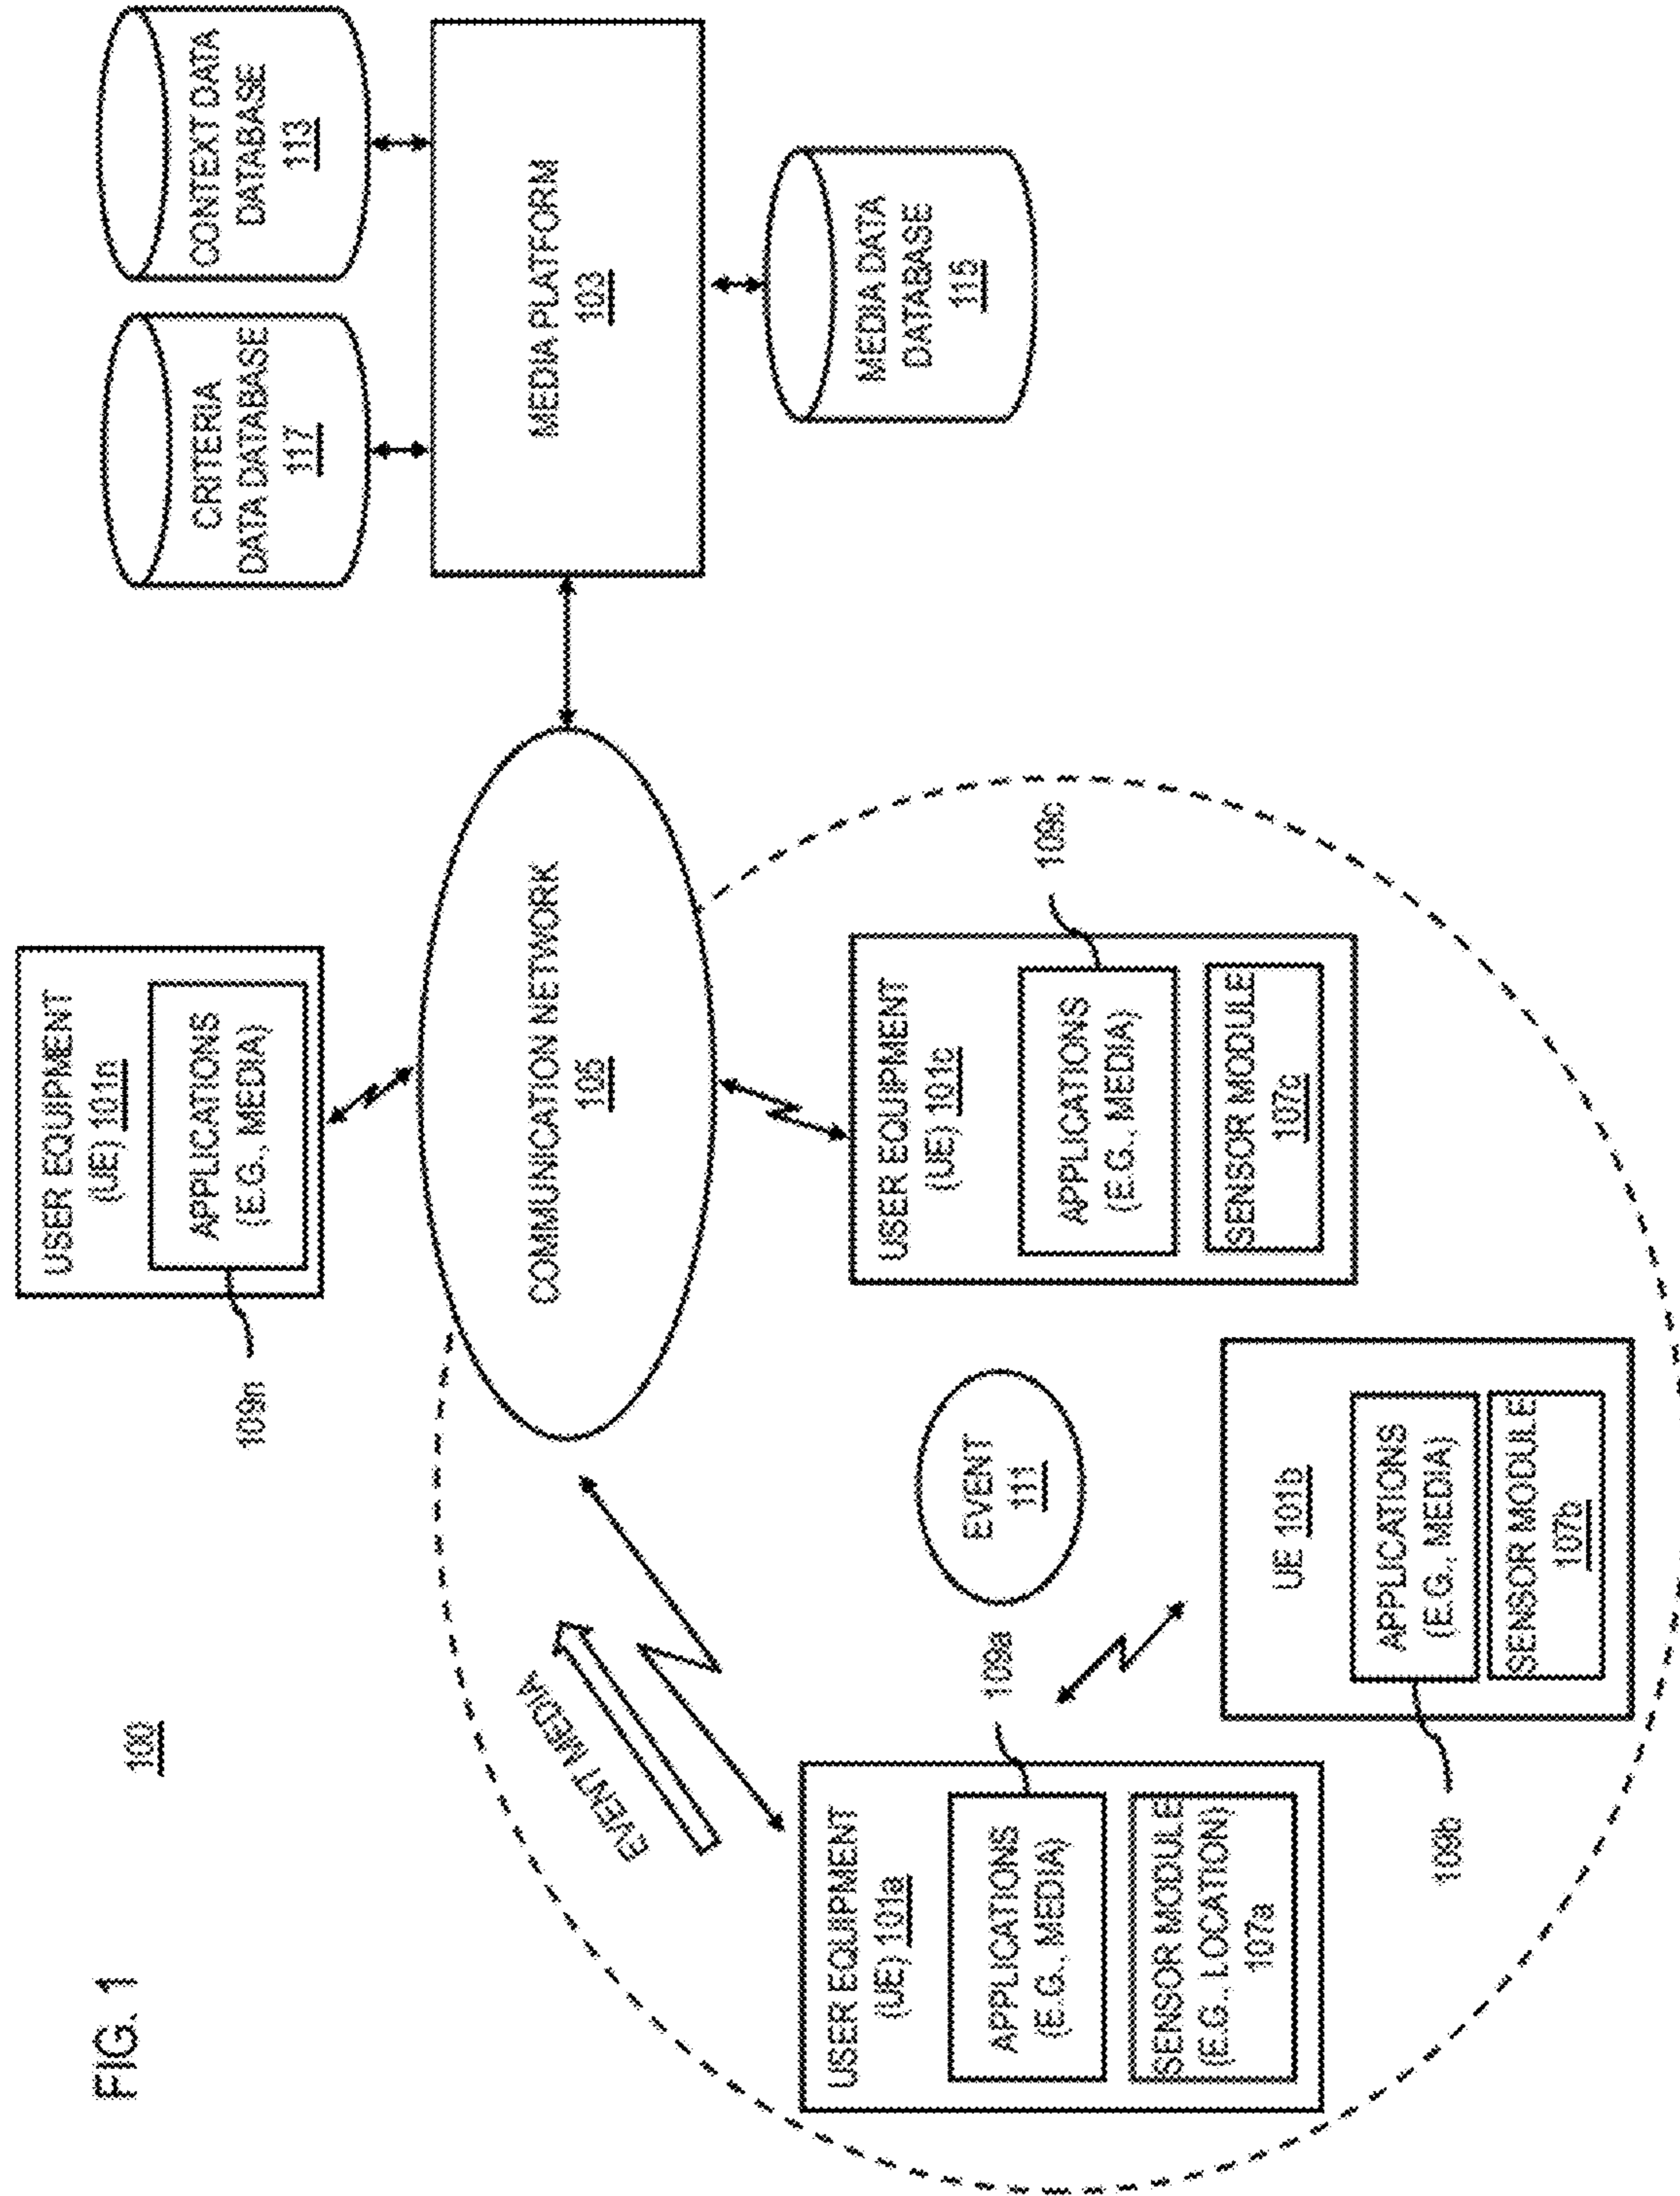 FIG. 1
100
USER EQUIPMENT
(UE) 101n
APPLICATIONS
(E.G., MEDIA)
109n
CRITERIA
DATA DATABASE
117
CONTEXT DATA
DATABASE
113
COMMUNICATION NETWORK
105
MEDIA PLATFORM
103
MEDIA DATA
DATABASE
115
EVENT MEDIA
USER EQUIPMENT
(UE) 101a
APPLICATIONS
(E.G., MEDIA)
SENSOR MODULE
(E.G., LOCATION)
107a
109a
EVENT
111
USER EQUIPMENT
(UE) 101c
APPLICATIONS
(E.G., MEDIA)
SENSOR MODULE
107c
109c
UE 101b
APPLICATIONS
(E.G., MEDIA)
SENSOR MODULE
107b
109b